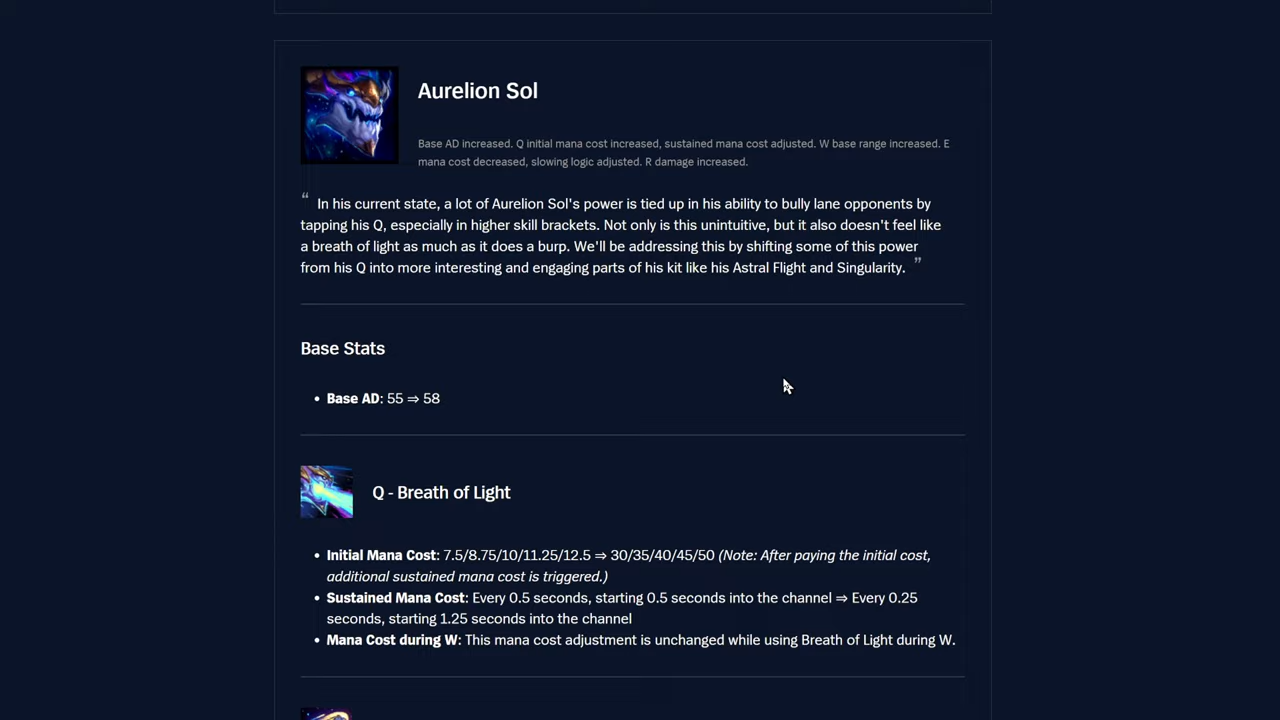 Aurelion Sol
Base AD increased. Q initial mana cost increased, sustained mana cost adjusted. W base range increased. E
mana cost decreased, slowing logic adjusted. R damage increased.
“ In his current state, a lot of Aurelion Sol's power is tied up in his ability to bully lane opponents by
tapping his Q, especially in higher skill brackets. Not only is this unintuitive, but it also doesn't feel like
a breath of light as much as it does a burp. We'll be addressing this by shifting some of this power
from his Q into more interesting and engaging parts of his kit like his Astral Flight and Singularity. ”
Base Stats
• Base AD: 55 ⇒ 58
Q - Breath of Light
• Initial Mana Cost: 7.5/8.75/10/11.25/12.5 ⇒ 30/35/40/45/50 (Note: After paying the initial cost,
additional sustained mana cost is triggered.)
• Sustained Mana Cost: Every 0.5 seconds, starting 0.5 seconds into the channel ⇒ Every 0.25
seconds, starting 1.25 seconds into the channel
• Mana Cost during W: This mana cost adjustment is unchanged while using Breath of Light during W.